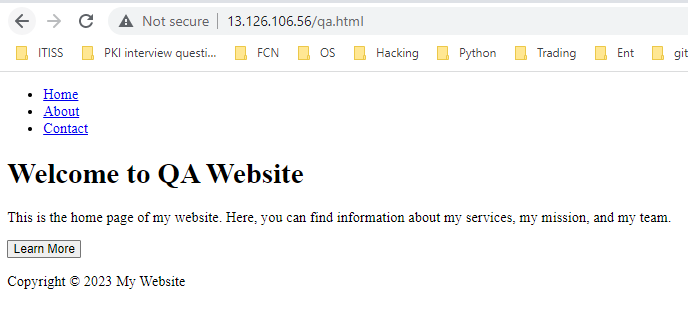 Not secure | 13.126.106.56/qa.html
ITISS PKI interview questi... FCN OS Hacking Python Trading Ent git
Home
About
Contact
Welcome to QA Website
This is the home page of my website. Here, you can find information about my services, my mission, and my team.
Learn More
Copyright © 2023 My Website